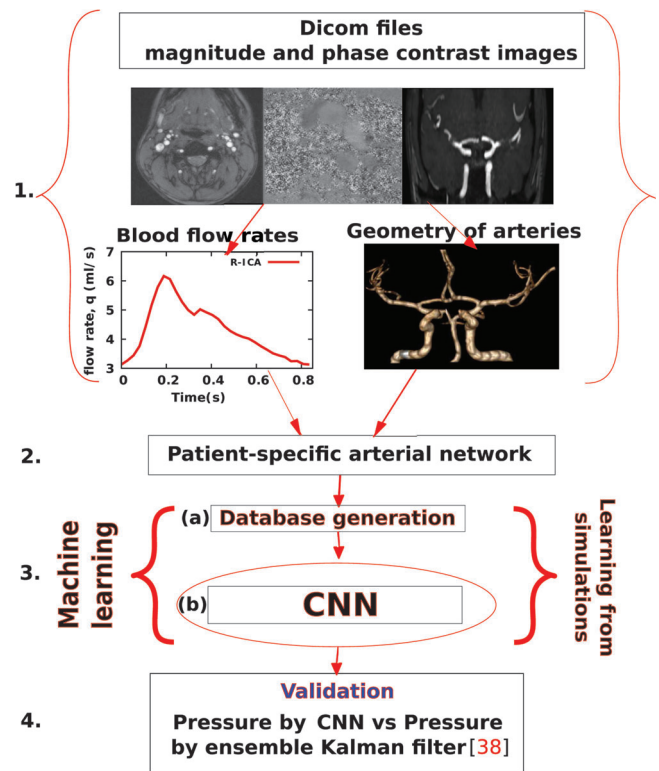 Dicom files
magnitude and phase contrast images
1.
Blood flow rates
Geometry of arteries
flow rate, q (ml/ s)
7
6
5
4
3
R-ICA
0
0.2
0.4
0.6
0.8
Time(s)
2.
Patient-specific arterial network
3.
Machine
learning
(a) Database generation
(b) CNN
Learning from
simulations
4.
Validation
Pressure by CNN vs Pressure
by ensemble Kalman filter[38]